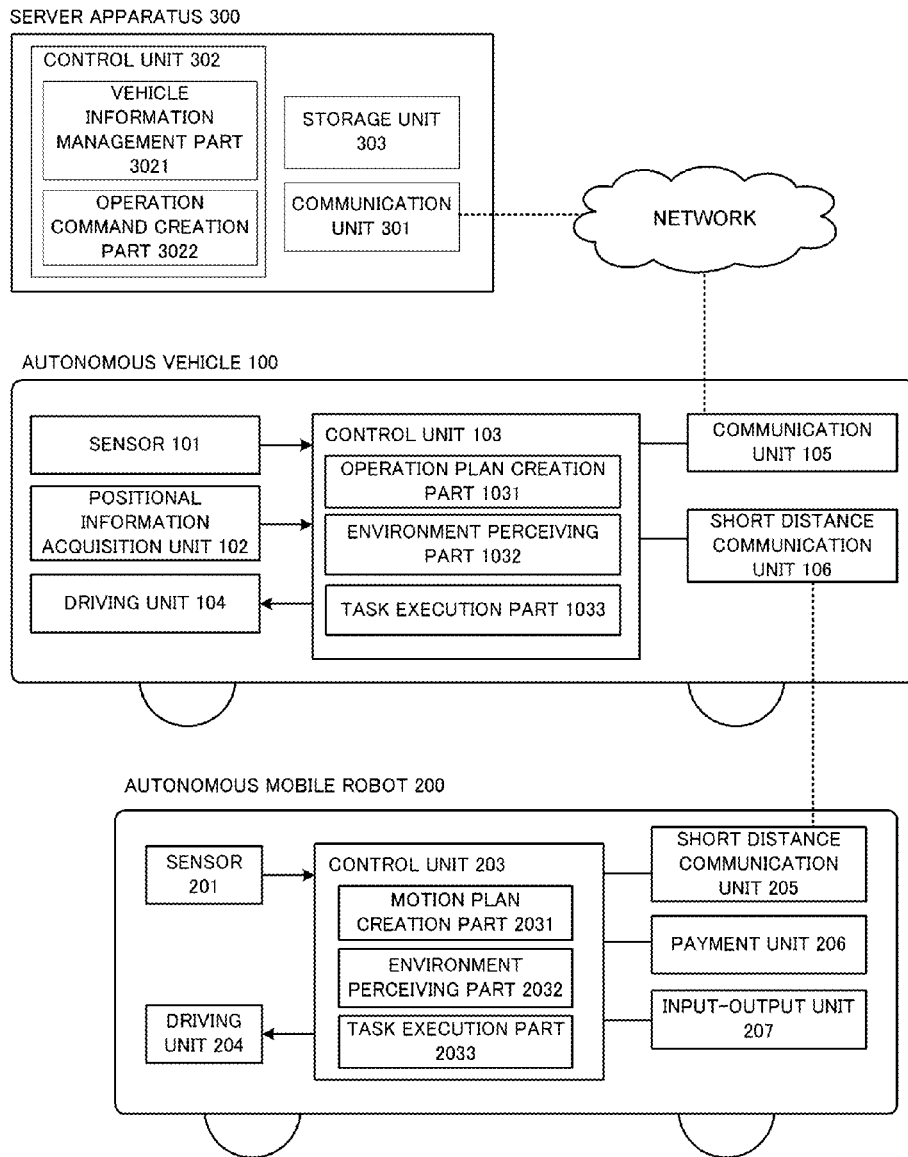 SERVER APPARATUS 300
CONTROL UNIT 302
VEHICLE
INFORMATION
MANAGEMENT PART
3021
OPERATION
COMMAND CREATION
PART 3022
STORAGE UNIT
303
COMMUNICATION
UNIT 301
NETWORK
AUTONOMOUS VEHICLE 100
SENSOR 101
POSITIONAL
INFORMATION
ACQUISITION UNIT 102
DRIVING UNIT 104
CONTROL UNIT 103
OPERATION PLAN CREATION
PART 1031
ENVIRONMENT PERCEIVING
PART 1032
TASK EXECUTION PART 1033
COMMUNICATION
UNIT 105
SHORT DISTANCE
COMMUNICATION
UNIT 106
AUTONOMOUS MOBILE ROBOT 200
SENSOR
201
DRIVING
UNIT 204
CONTROL UNIT 203
MOTION PLAN
CREATION PART 2031
ENVIRONMENT
PERCEIVING PART 2032
TASK EXECUTION PART
2033
SHORT DISTANCE
COMMUNICATION
UNIT 205
PAYMENT UNIT 206
INPUT-OUTPUT UNIT
207